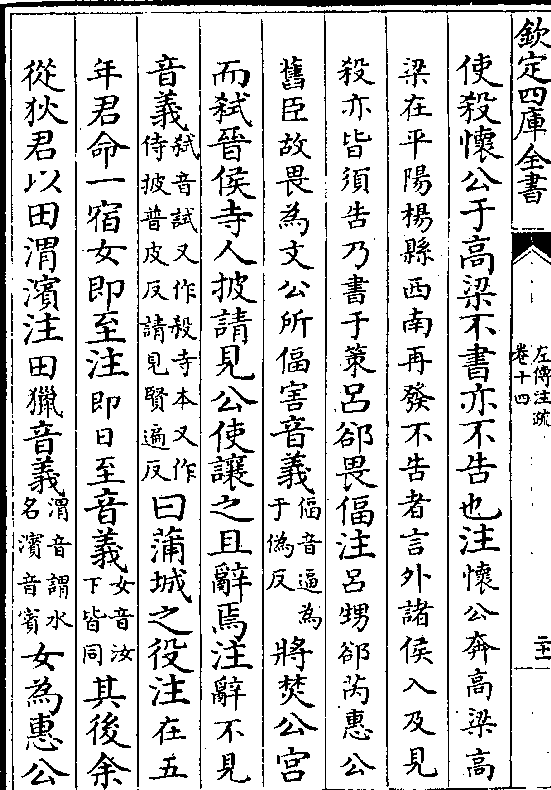 欽定四庫全書
左傳注疏
卷十四
二十一
使殺懷公于高梁不書亦不告也注懷公奔高梁高
梁在平陽楊縣西南再發不告者言外諸侯入及見
殺亦皆須告乃書于策呂郤畏偪注呂甥郤芮惠公
舊臣故畏為文公所偪害音義偪音逼為于偽反將焚公宮
而弑晉侯寺人披請見公使讓之且辭焉注辭不見
音義弑音試又作殺寺本又作侍披普皮反請見賢遍反曰蒲城之役注在五
年君命一宿女即至注即日至音義女音汝下皆同其後余
從狄君以田渭濱注田獵音義渭音謂水名濱音賓女為惠公